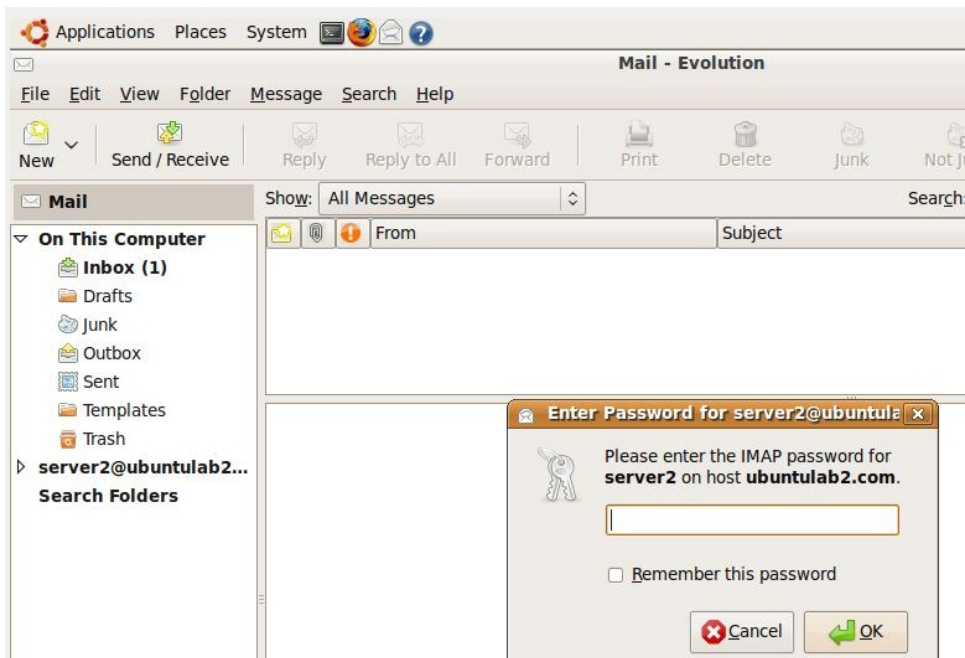 Applications Places System
Mail - Evolution
File Edit View Folder Message Search Help
New Send / Receive Reply Reply to All Forward Print Delete Junk Not
Mail
Show: All Messages
Search:
On This Computer
From Subject
Inbox (1)
Drafts
Junk
Outbox
Sent
Templates
Trash
server2@ubuntulab2...
Search Folders
Enter Password for server2@ubuntula
Please enter the IMAP password for
server2 on host ubuntulab2.com.
Remember this password
Cancel OK